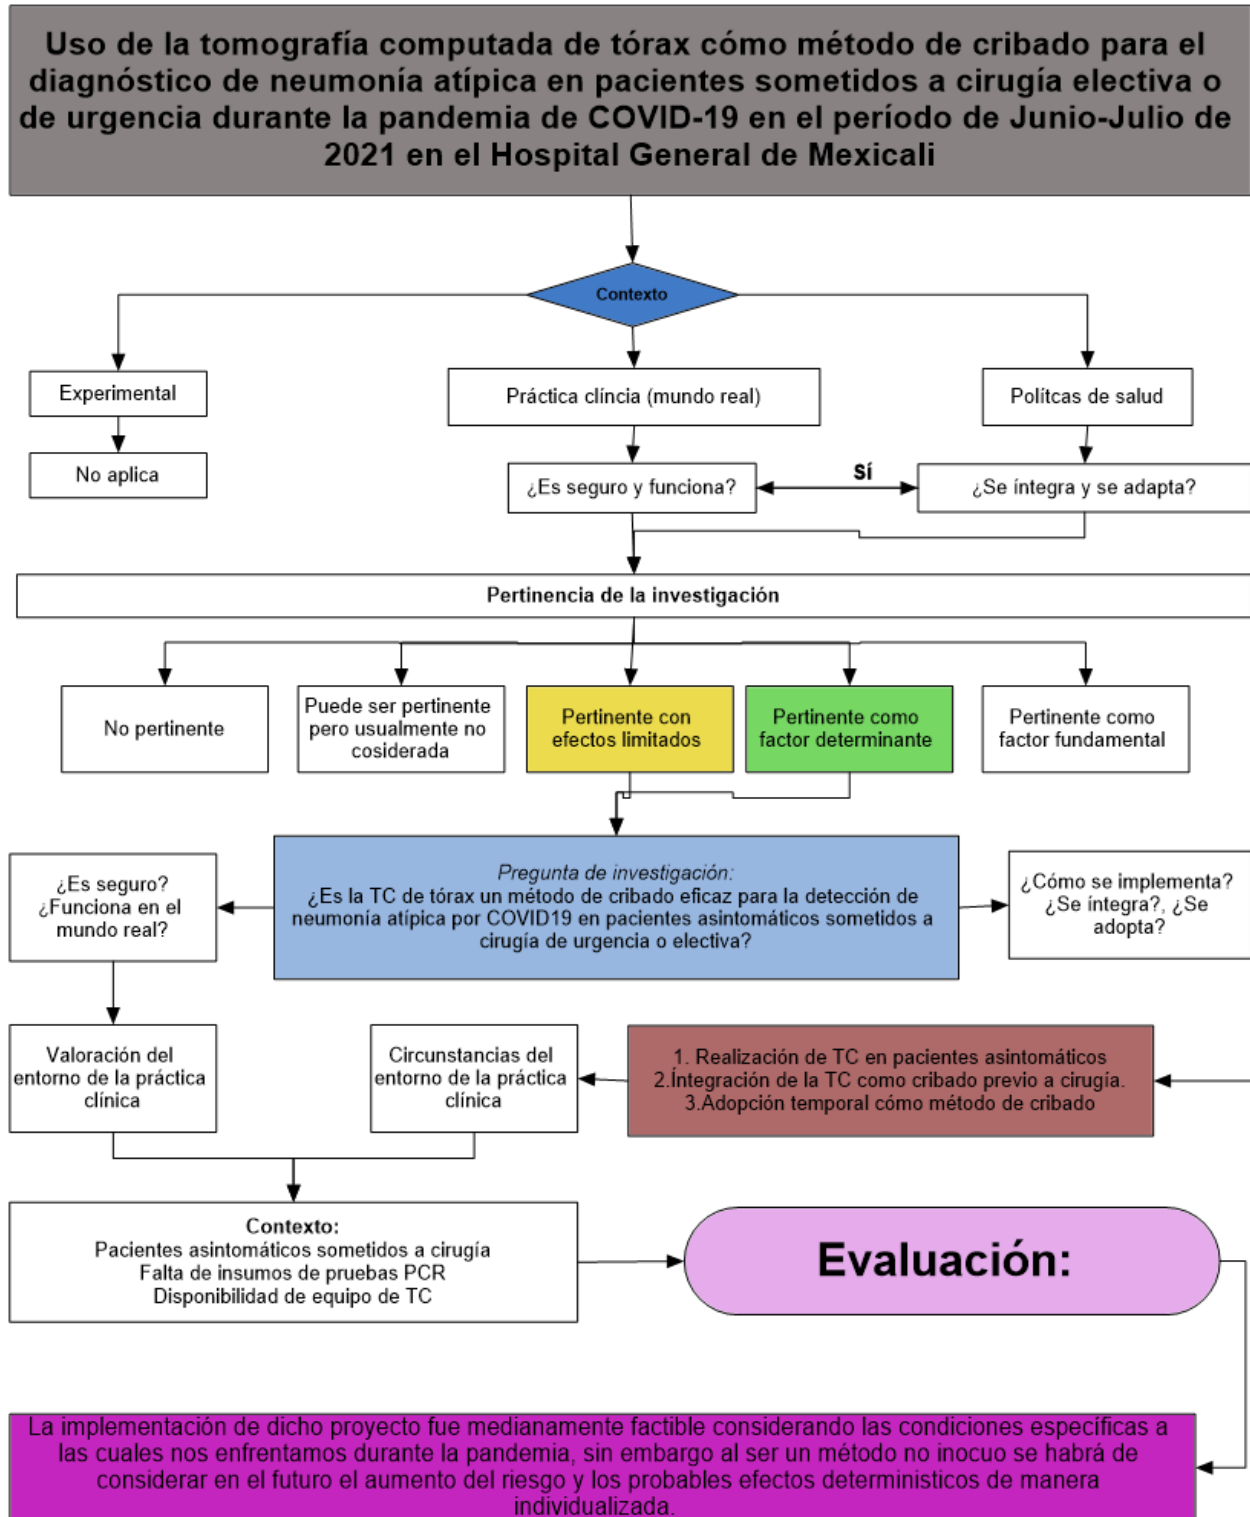 Uso de la tomografía computada de tórax cómo método de cribado para el
diagnóstico de neumonía atípica en pacientes sometidos a cirugía electiva o
de urgencia durante la pandemia de COVID-19 en el período de Junio-Julio de
2021 en el Hospital General de Mexicali
Contexto
Experimental
Práctica clíncia (mundo real)
Polítcas de salud
No aplica
¿Es seguro y funciona?
Sí
¿Se íntegra y se adapta?
Pertinencia de la investigación
No pertinente
Puede ser pertinente
pero usualmente no
cosiderada
Pertinente con
efectos limitados
Pertinente como
factor determinante
Pertinente como
factor fundamental
¿Es seguro?
¿Funciona en el
mundo real?
Pregunta de investigación:
¿Es la TC de tórax un método de cribado eficaz para la detección de
neumonía atípica por COVID19 en pacientes asintomáticos sometidos a
cirugía de urgencia o electiva?
¿Cómo se implementa?
¿Se íntegra?, ¿Se
adopta?
Valoración del
entorno de la práctica
clínica
Circunstancias del
entorno de la práctica
clínica
1. Realización de TC en pacientes asintomáticos
2.Íntegración de la TC como cribado previo a cirugía.
3.Adopción temporal cómo método de cribado
Contexto:
Pacientes asintomáticos sometidos a cirugía
Falta de insumos de pruebas PCR
Disponibilidad de equipo de TC
Evaluación:
La implementación de dicho proyecto fue medianamente factible considerando las condiciones específicas a
las cuales nos enfrentamos durante la pandemia, sin embargo al ser un método no inocuo se habrá de
considerar en el futuro el aumento del riesgo y los probables efectos determinísticos de manera
individualizada.